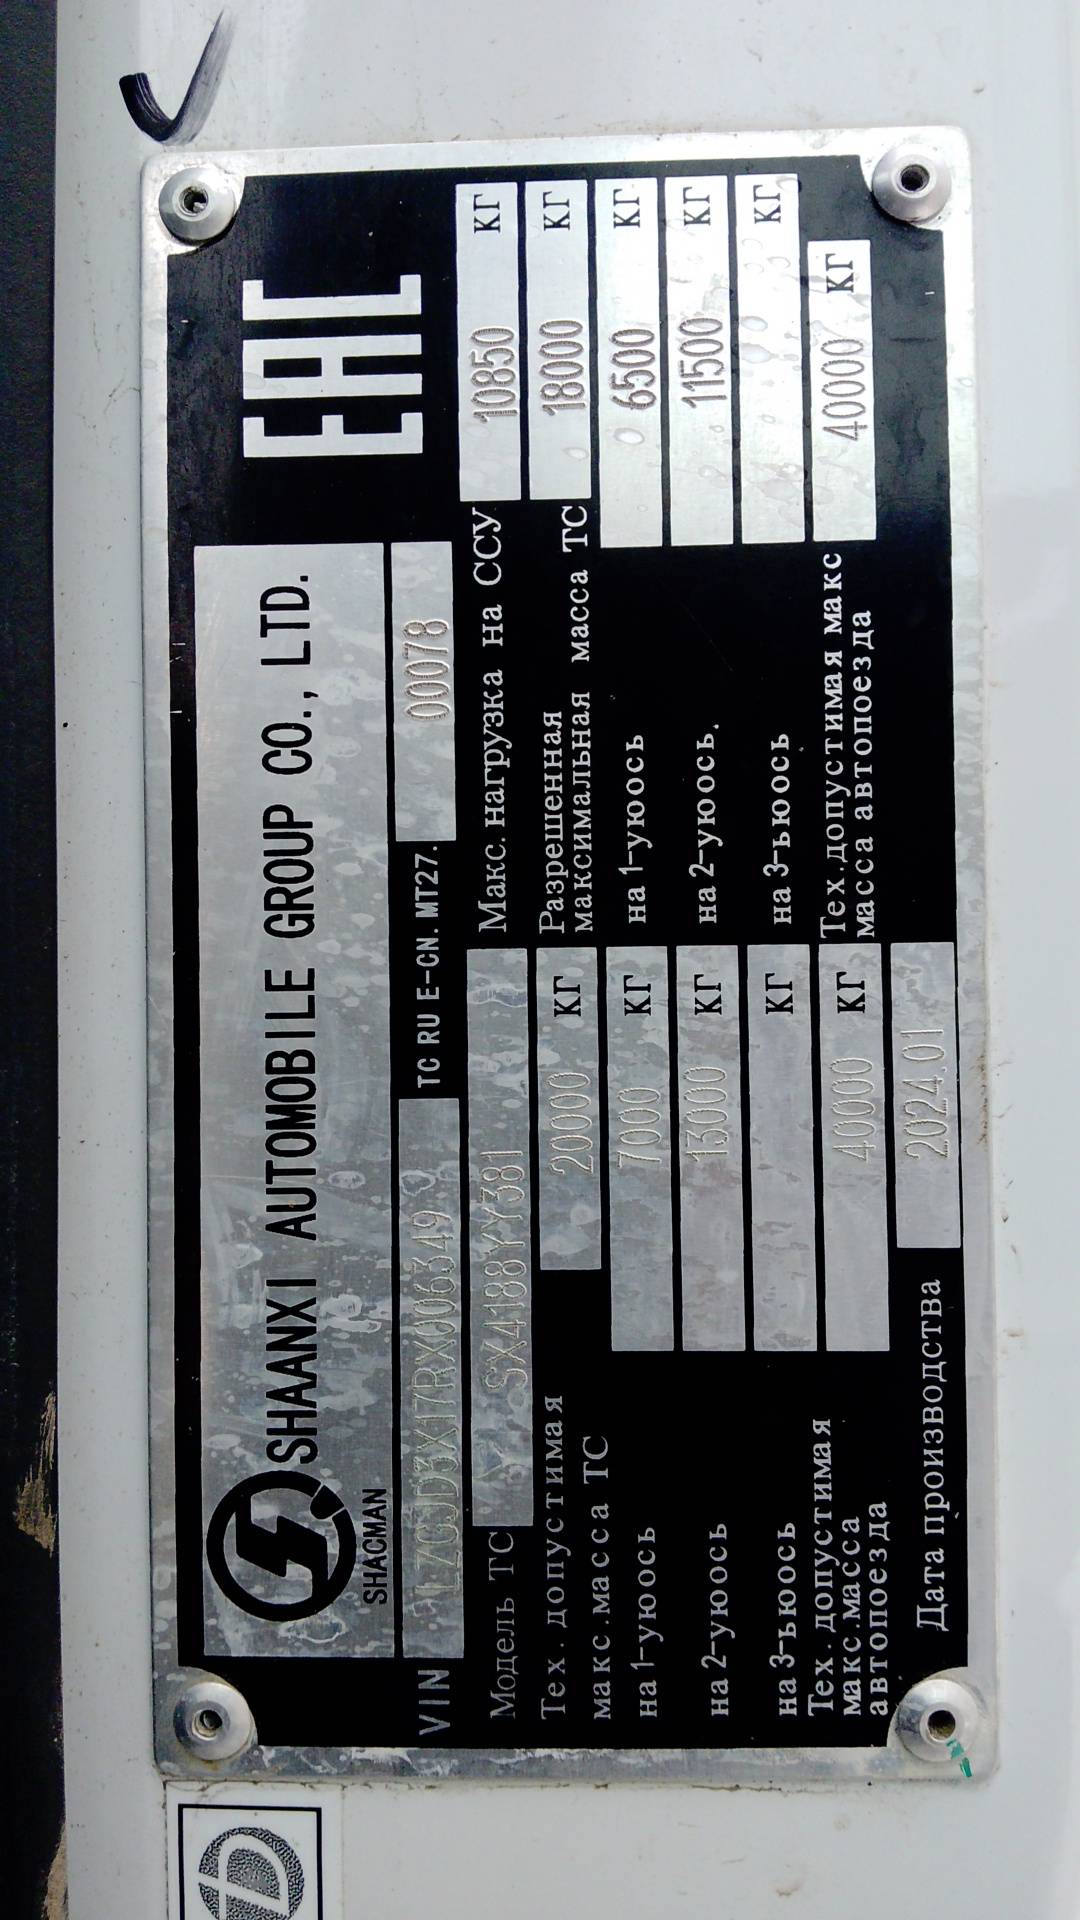 SHAANXI AUTOMOBILE GROUP CO., LTD.
SHACMAN
EAC
VIN LZGJD3X17RX006349 TC RU E-CN. MT27. 00078
Модель ТС SX4188YY381 Макс. нагрузка на ССУ 10850 КГ
Тех. допустимая
макс. масса ТС 20000 КГ
Разрешенная
максимальная масса ТС 18000 КГ
на 1-уюось 7000 КГ на 1-уюось 6500 КГ
на 2-уюось 13000 КГ на 2-уюось. 11500 КГ
на 3-ьюось КГ на 3-ьюось КГ
Тех. допустимая
макс. масса
автопоезда 40000 КГ
Тех. допустимая макс
масса автопоезда 40000 КГ
Дата производства 2024.01